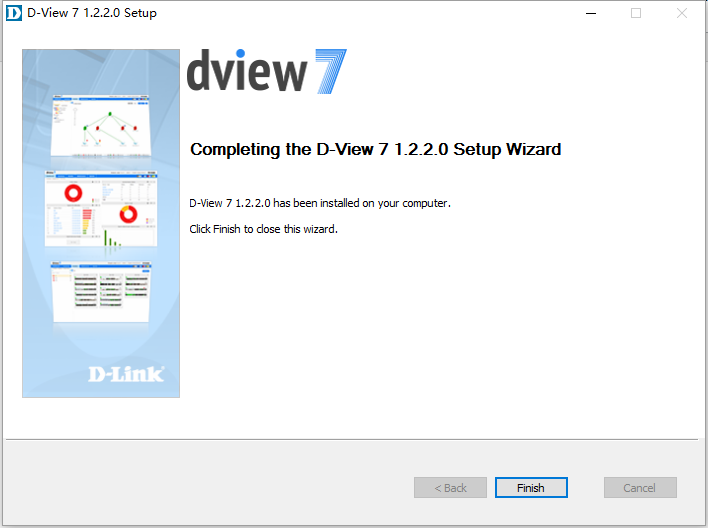 D-View 7 1.2.2.0 Setup
dview 7
Completing the D-View 7 1.2.2.0 Setup Wizard
D-View 7 1.2.2.0 has been installed on your computer.
Click Finish to close this wizard.
D-Link
< Back
Finish
Cancel